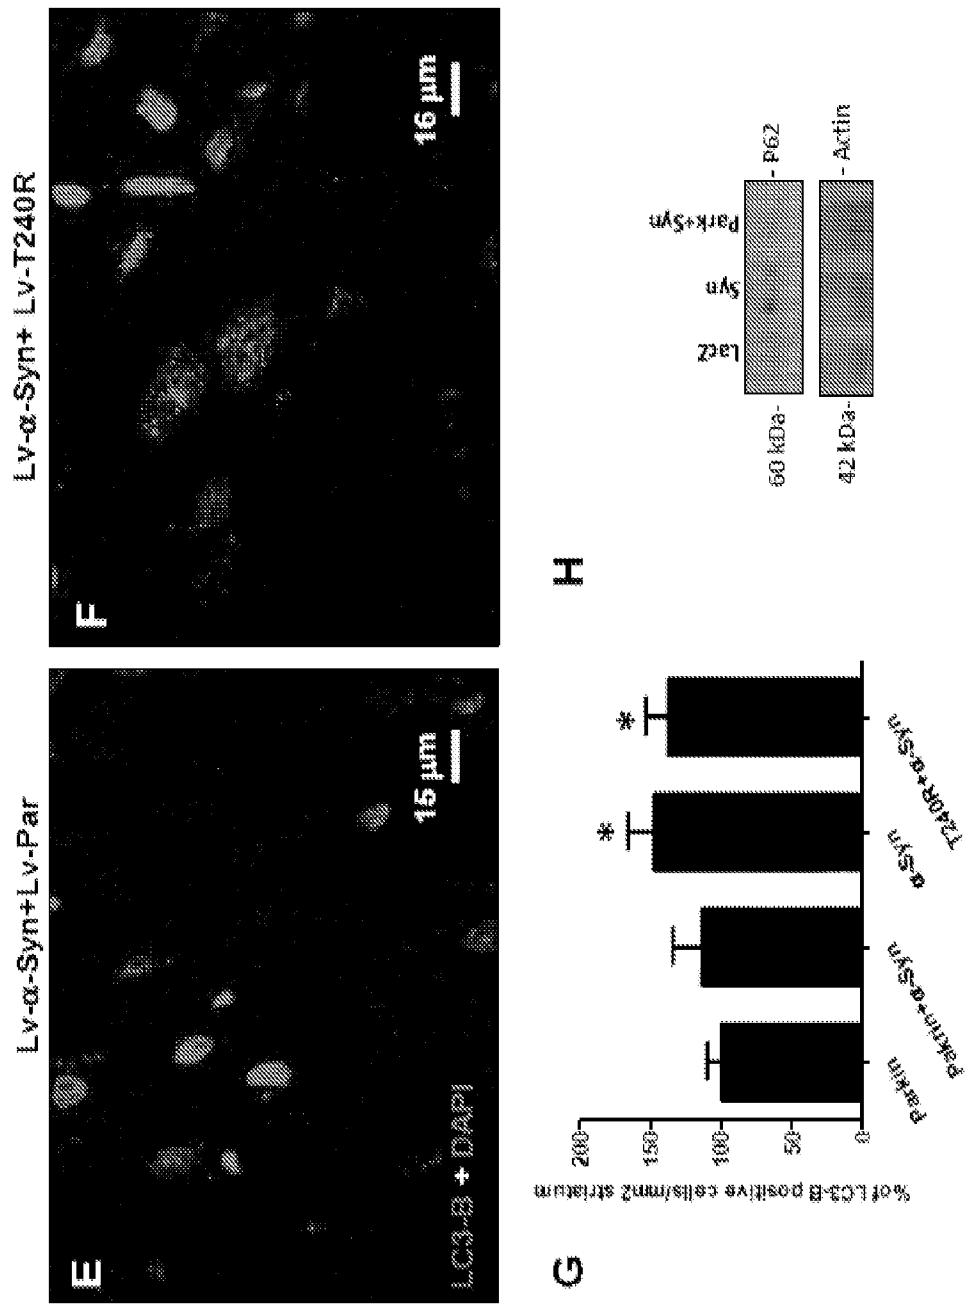 Lv-α-Syn+Lv-Par
E
LC3-B + DAPI
15 µm
Lv-α-Syn+ Lv-T240R
F
16 µm
G
% of LC3-B positive cells/mm2 striatum
200
150
100
50
0
*
*
Parkin
Pakrin+α-Syn
α-Syn
T240R+α-Syn
H
LacZ
Syn
Park+Syn
60 kDa-
- P62
42 kDa-
- Actin